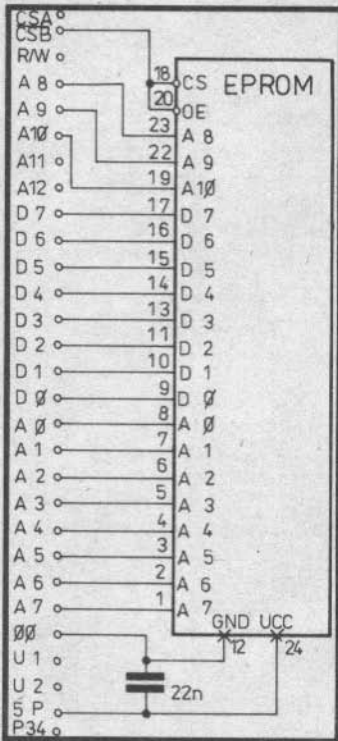 CSA
CSB
R/W
A 8
A 9
A1Ø
A11
A12
D 7
D 6
D 5
D 4
D 3
D 2
D 1
D Ø
A Ø
A 1
A 2
A 3
A 4
A 5
A 6
A 7
ØØ
U 1
U 2
5 P
P34
EPROM
18 CS
20 OE
23 A 8
22 A 9
19 A1Ø
17 D 7
16 D 6
15 D 5
14 D 4
13 D 3
11 D 2
10 D 1
9 D Ø
8 A Ø
7 A 1
6 A 2
5 A 3
4 A 4
3 A 5
2 A 6
1 A 7
GND UCC
12 24
22n